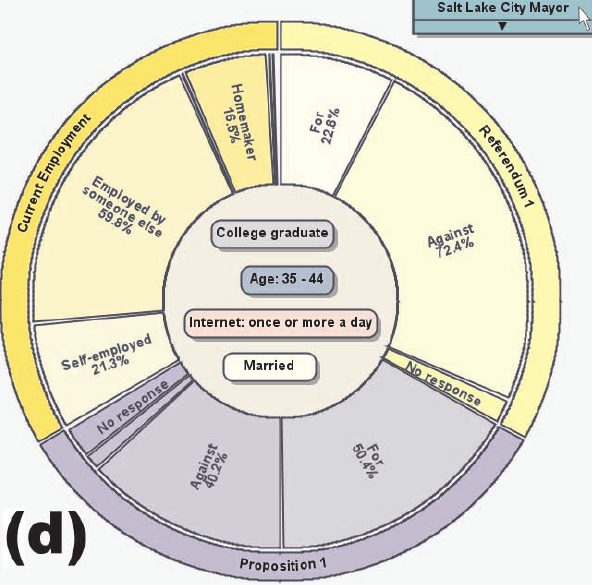 Salt Lake City Mayor
Current Employment
Homemaker
16.5%
For
22.8%
Referendum 1
Employed by
someone else
59.8%
Against
72.4%
College graduate
Age: 35 - 44
Internet: once or more a day
Married
Self-employed
21.3%
No response
No response
Against
40.2%
For
50.4%
(d)
Proposition 1